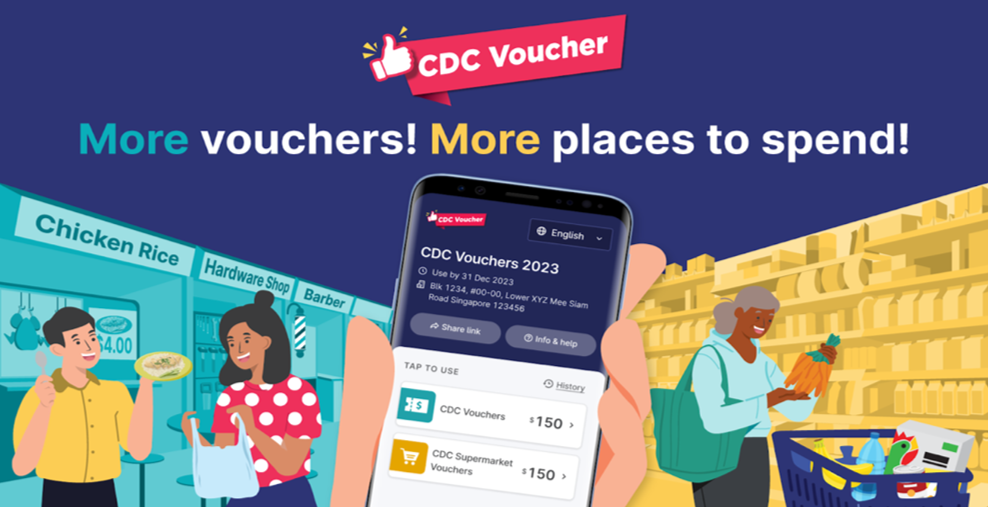 CDC Voucher
More vouchers! More places to spend!
Chicken Rice
Hardware Shop
Barber
$4.00
CDC Voucher
English
CDC Vouchers 2023
Use by 31 Dec 2023
Blk 1234, #00-00, Lower XYZ Mee Siam
Road Singapore 123456
Share link
Info & help
TAP TO USE
History
CDC Vouchers
$150
CDC Supermarket
Vouchers
$150